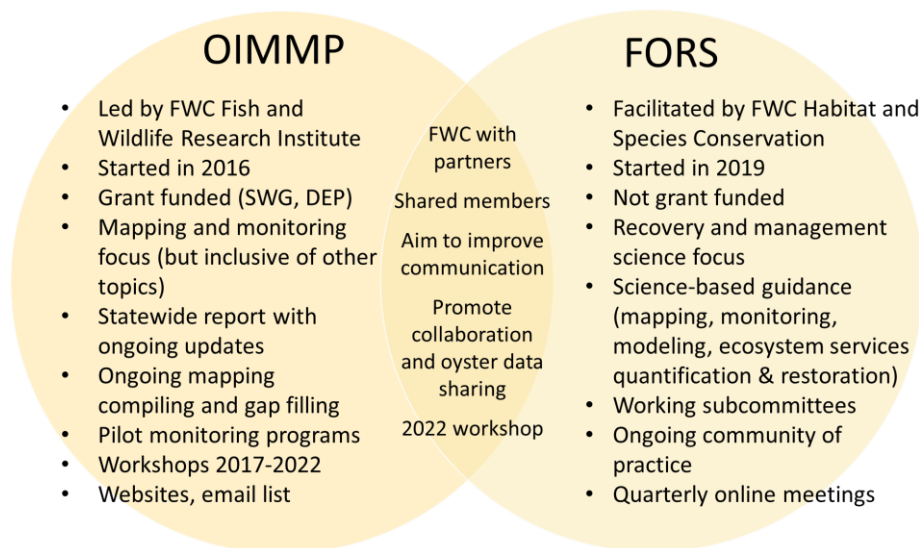 OIMMP
• Led by FWC Fish and
Wildlife Research Institute
• Started in 2016
• Grant funded (SWG, DEP)
• Mapping and monitoring
focus (but inclusive of other
topics)
• Statewide report with
ongoing updates
• Ongoing mapping
compiling and gap filling
• Pilot monitoring programs
• Workshops 2017-2022
• Websites, email list
FWC with
partners
Shared members
Aim to improve
communication
Promote
collaboration
and oyster data
sharing
2022 workshop
FORS
• Facilitated by FWC Habitat and
Species Conservation
• Started in 2019
• Not grant funded
• Recovery and management
science focus
• Science-based guidance
(mapping, monitoring,
modeling, ecosystem services
quantification & restoration)
• Working subcommittees
• Ongoing community of
practice
• Quarterly online meetings